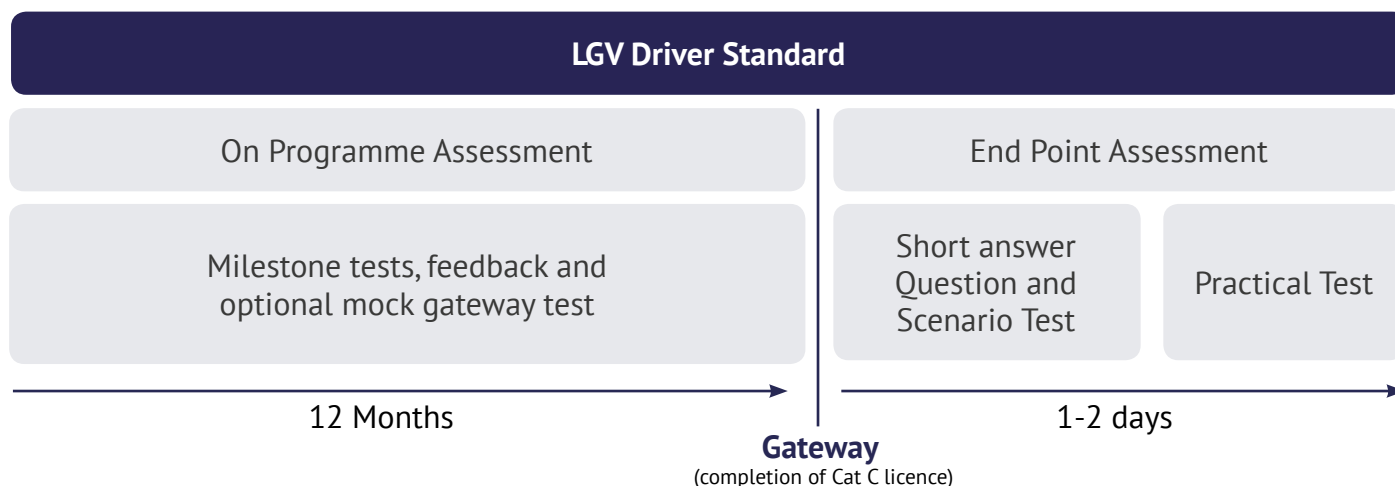 LGV Driver Standard
On Programme Assessment
End Point Assessment
Milestone tests, feedback and
optional mock gateway test
Short answer
Question and
Scenario Test
Practical Test
12 Months
1-2 days
Gateway
(completion of Cat C licence)